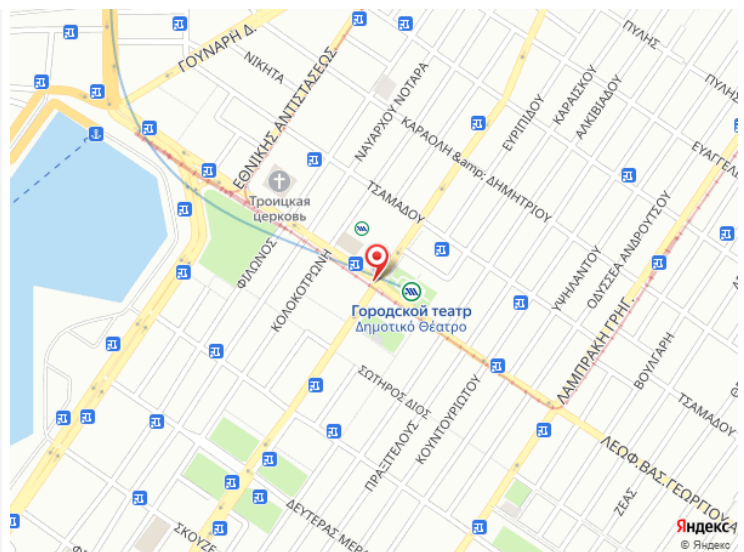 ΓΟΥΝΑΡΗ Δ.
ΝΙΚΗΤΑ
ΕΘΝΙΚΗΣ ΑΝΤΙΣΤΑΣΕΩΣ
ΝΑΥΑΡΧΟΥ ΝΟΤΑΡΑ
ΚΑΡΑΟΛΗ &amp; ΔΗΜΗΤΡΙΟΥ
ΕΥΡΙΠΙΔΟΥ
ΚΑΡΑΙΣΚΟΥ
ΑΛΚΙΒΙΑΔΟΥ
ΠΥΛΗΣ
ΠΥΛΗΣ
ΕΥΑΓΓΕΛΙ
Троицкая
церковь
ΤΣΑΜΑΔΟΥ
ΦΙΛΩΝΟΣ
ΚΟΛΟΚΟΤΡΩΝΗ
Городской театр
Δημοτικό Θέατρο
ΥΨΗΛΑΝΤΟΥ
ΟΔΥΣΣΕΑ ΑΝΔΡΟΥΤΣΟΥ
ΛΑΜΠΡΑΚΗ ΓΡΗΓ.
ΒΟΥΛΓΑΡΗ
ΤΣΑΜΑΔΟΥ
ΣΩΤΗΡΟΣ ΔΙΟΣ
ΠΡΑΞΙΤΕΛΟΥΣ
ΚΟΥΝΤΟΥΡΙΩΤΟΥ
ΛΕΩΦ.ΒΑΣ.ΓΕΩΡΓΙΟΥ
ΖΕΑΣ
ΔΕΥΤΕΡΑΣ ΜΕΡΑ
ΣΚΟΥΖΕ
Яндекс
© Яндекс